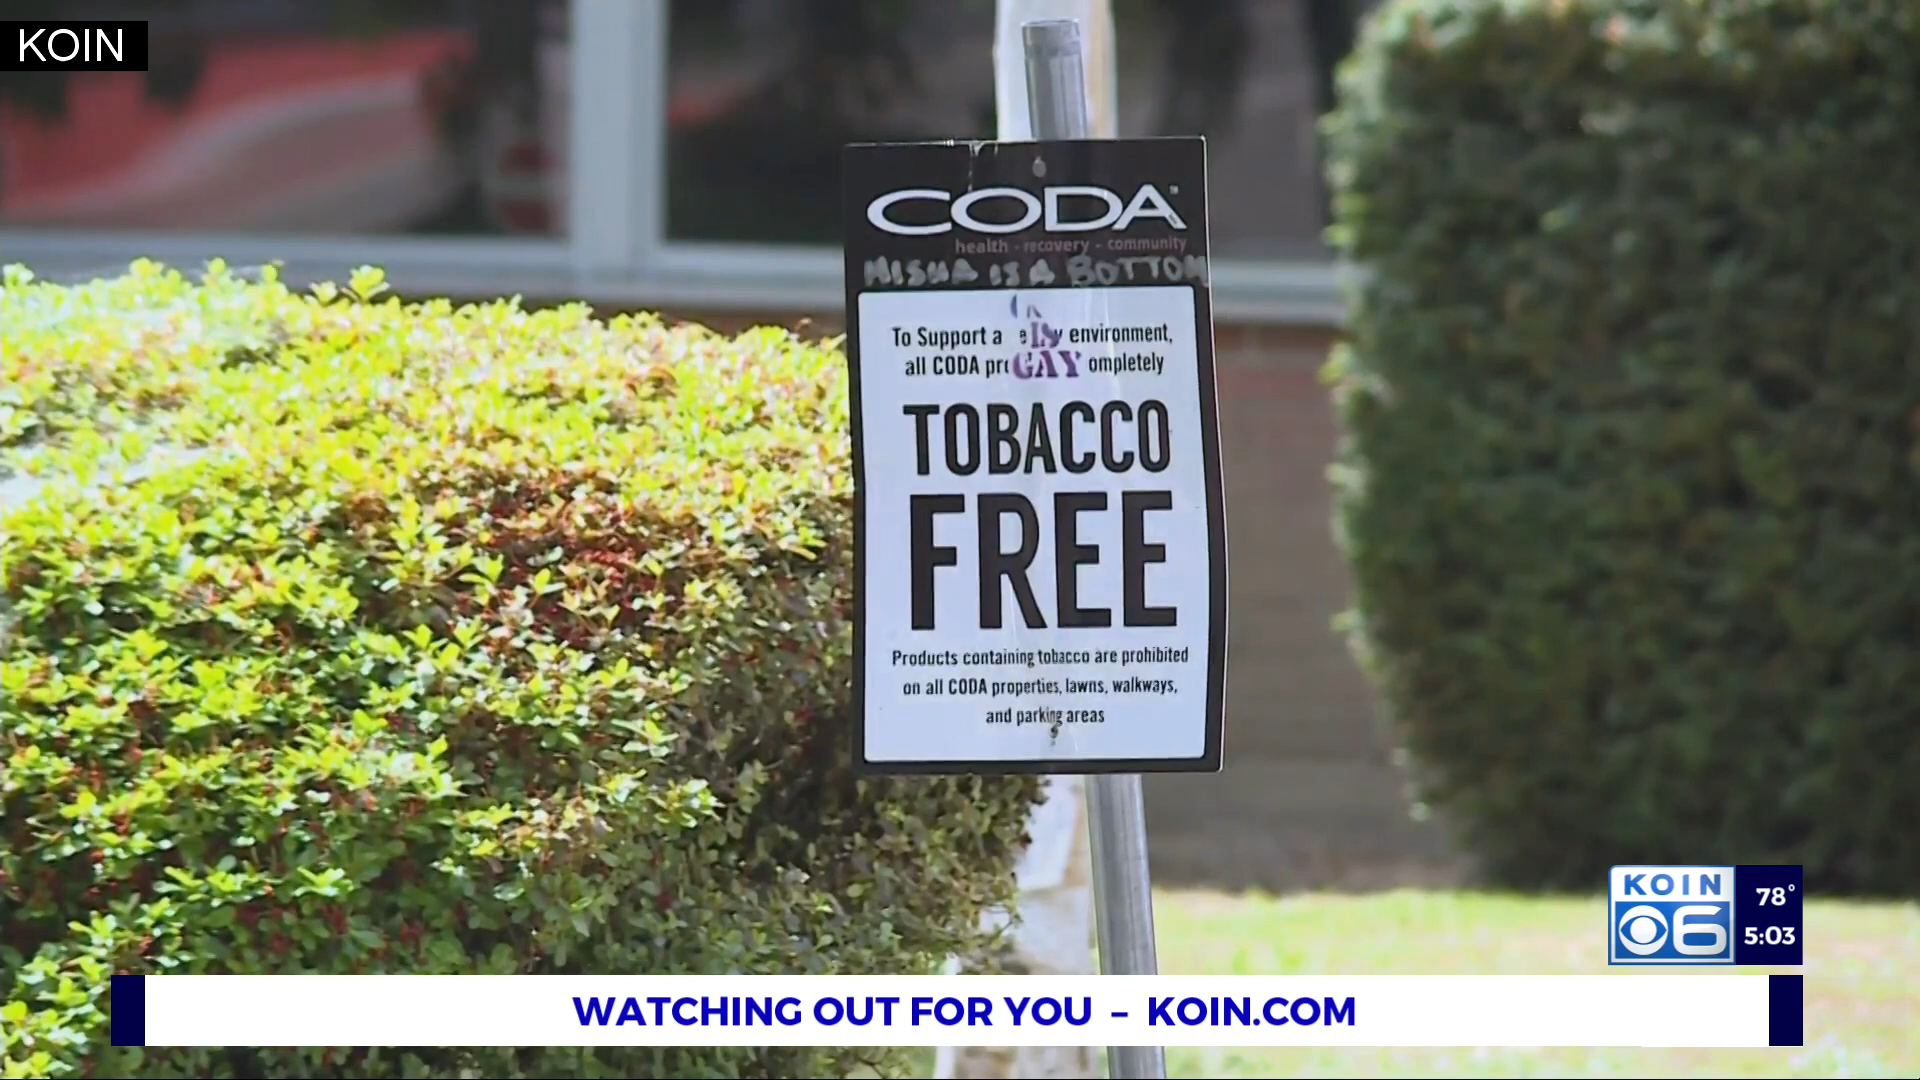 KOIN
CODA™
health - recovery - community
MISHA IS A BOTTOM
To Support a environment,
IS
all CODA ompletely
GAY
TOBACCO
FREE
Products containing tobacco are prohibited
on all CODA properties, lawns, walkways,
and parking areas
KOIN
6
78°
5:03
WATCHING OUT FOR YOU – KOIN.COM